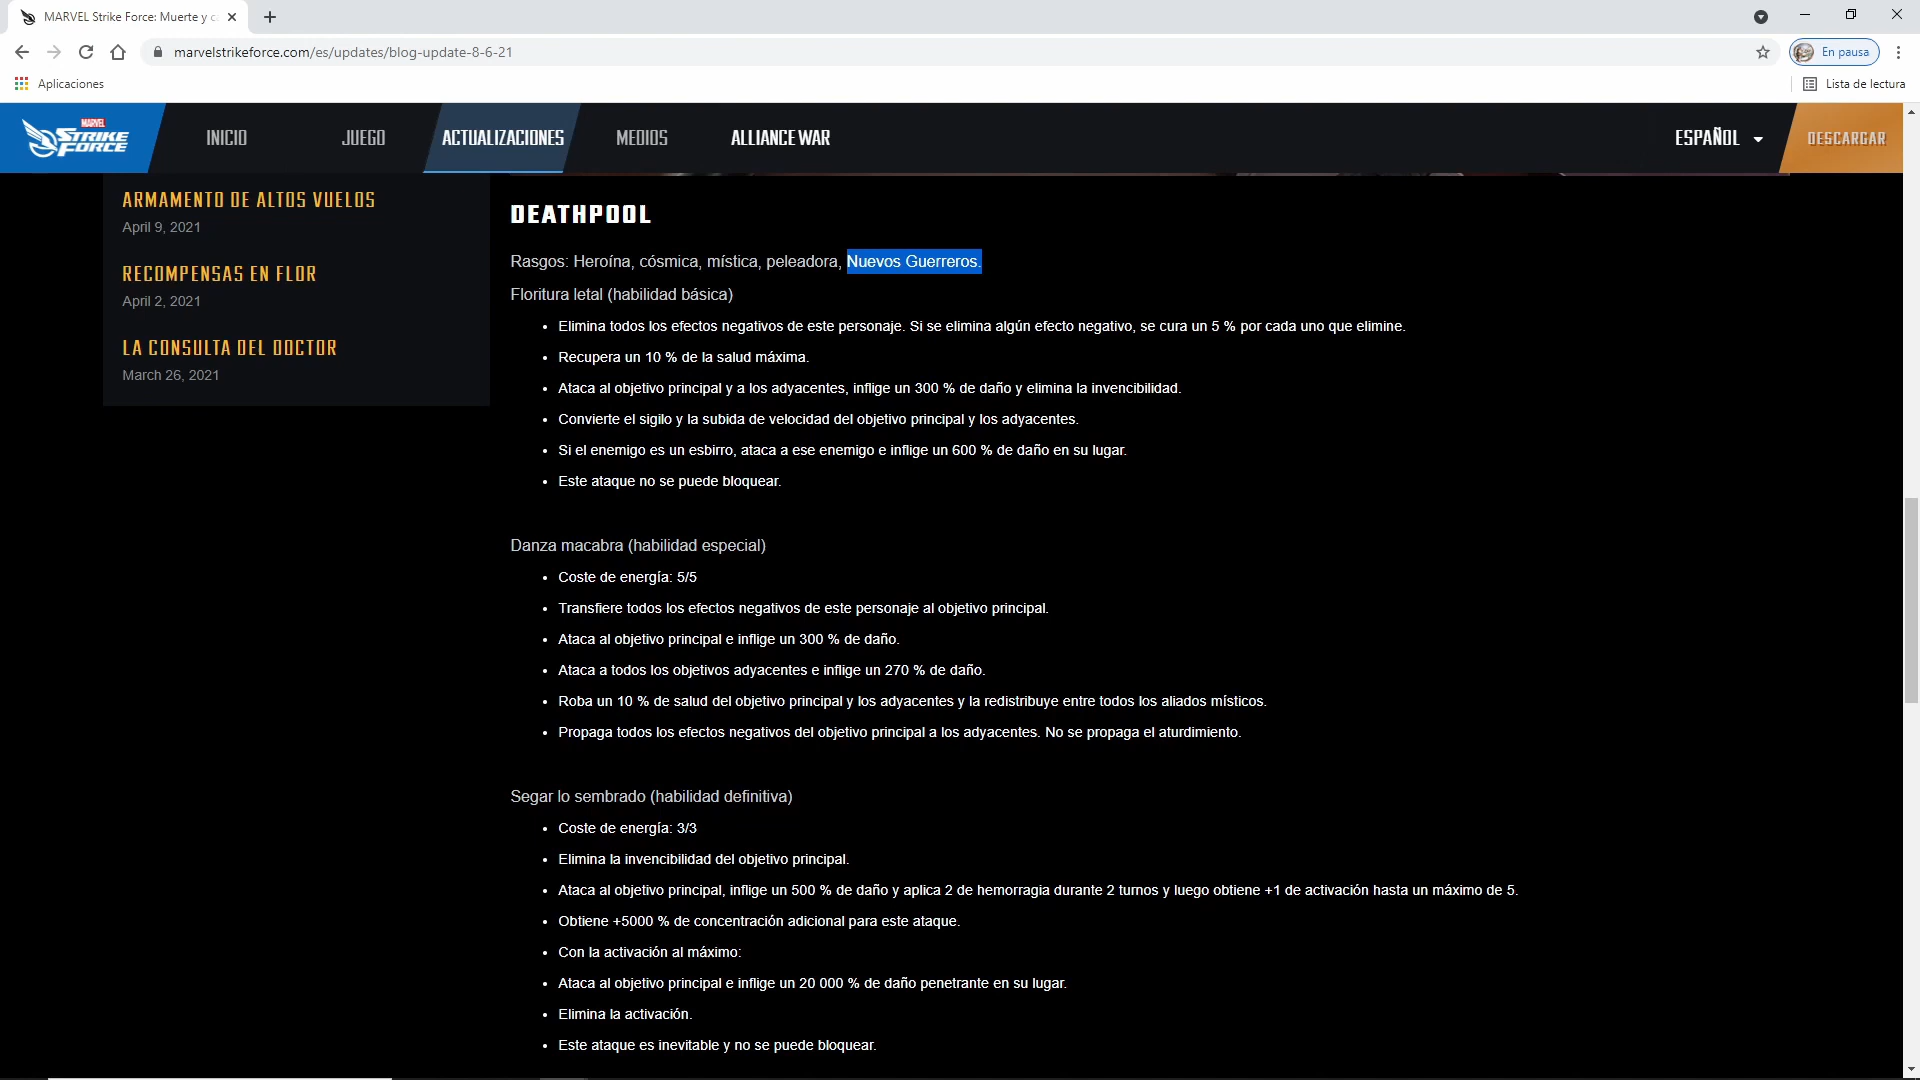 MARVEL Strike Force: Muerte y c
marvelstrikeforce.com/es/updates/blog-update-8-6-21
En pausa
Aplicaciones
Lista de lectura
MARVEL
STRIKE
FORCE
INICIO
JUEGO
ACTUALIZACIONES
MEDIOS
ALLIANCE WAR
ESPAÑOL
DESCARGAR
ARMAMENTO DE ALTOS VUELOS
April 9, 2021
RECOMPENSAS EN FLOR
April 2, 2021
LA CONSULTA DEL DOCTOR
March 26, 2021
DEATHPOOL
Rasgos: Heroína, cósmica, mística, peleadora, Nuevos Guerreros.
Floritura letal (habilidad básica)
• Elimina todos los efectos negativos de este personaje. Si se elimina algún efecto negativo, se cura un 5 % por cada uno que elimine.
• Recupera un 10 % de la salud máxima.
• Ataca al objetivo principal y a los adyacentes, inflige un 300 % de daño y elimina la invencibilidad.
• Convierte el sigilo y la subida de velocidad del objetivo principal y los adyacentes.
• Si el enemigo es un esbirro, ataca a ese enemigo e inflige un 600 % de daño en su lugar.
• Este ataque no se puede bloquear.
Danza macabra (habilidad especial)
• Coste de energía: 5/5
• Transfiere todos los efectos negativos de este personaje al objetivo principal.
• Ataca al objetivo principal e inflige un 300 % de daño.
• Ataca a todos los objetivos adyacentes e inflige un 270 % de daño.
• Roba un 10 % de salud del objetivo principal y los adyacentes y la redistribuye entre todos los aliados místicos.
• Propaga todos los efectos negativos del objetivo principal a los adyacentes. No se propaga el aturdimiento.
Segar lo sembrado (habilidad definitiva)
• Coste de energía: 3/3
• Elimina la invencibilidad del objetivo principal.
• Ataca al objetivo principal, inflige un 500 % de daño y aplica 2 de hemorragia durante 2 turnos y luego obtiene +1 de activación hasta un máximo de 5.
• Obtiene +5000 % de concentración adicional para este ataque.
• Con la activación al máximo:
• Ataca al objetivo principal e inflige un 20 000 % de daño penetrante en su lugar.
• Elimina la activación.
• Este ataque es inevitable y no se puede bloquear.